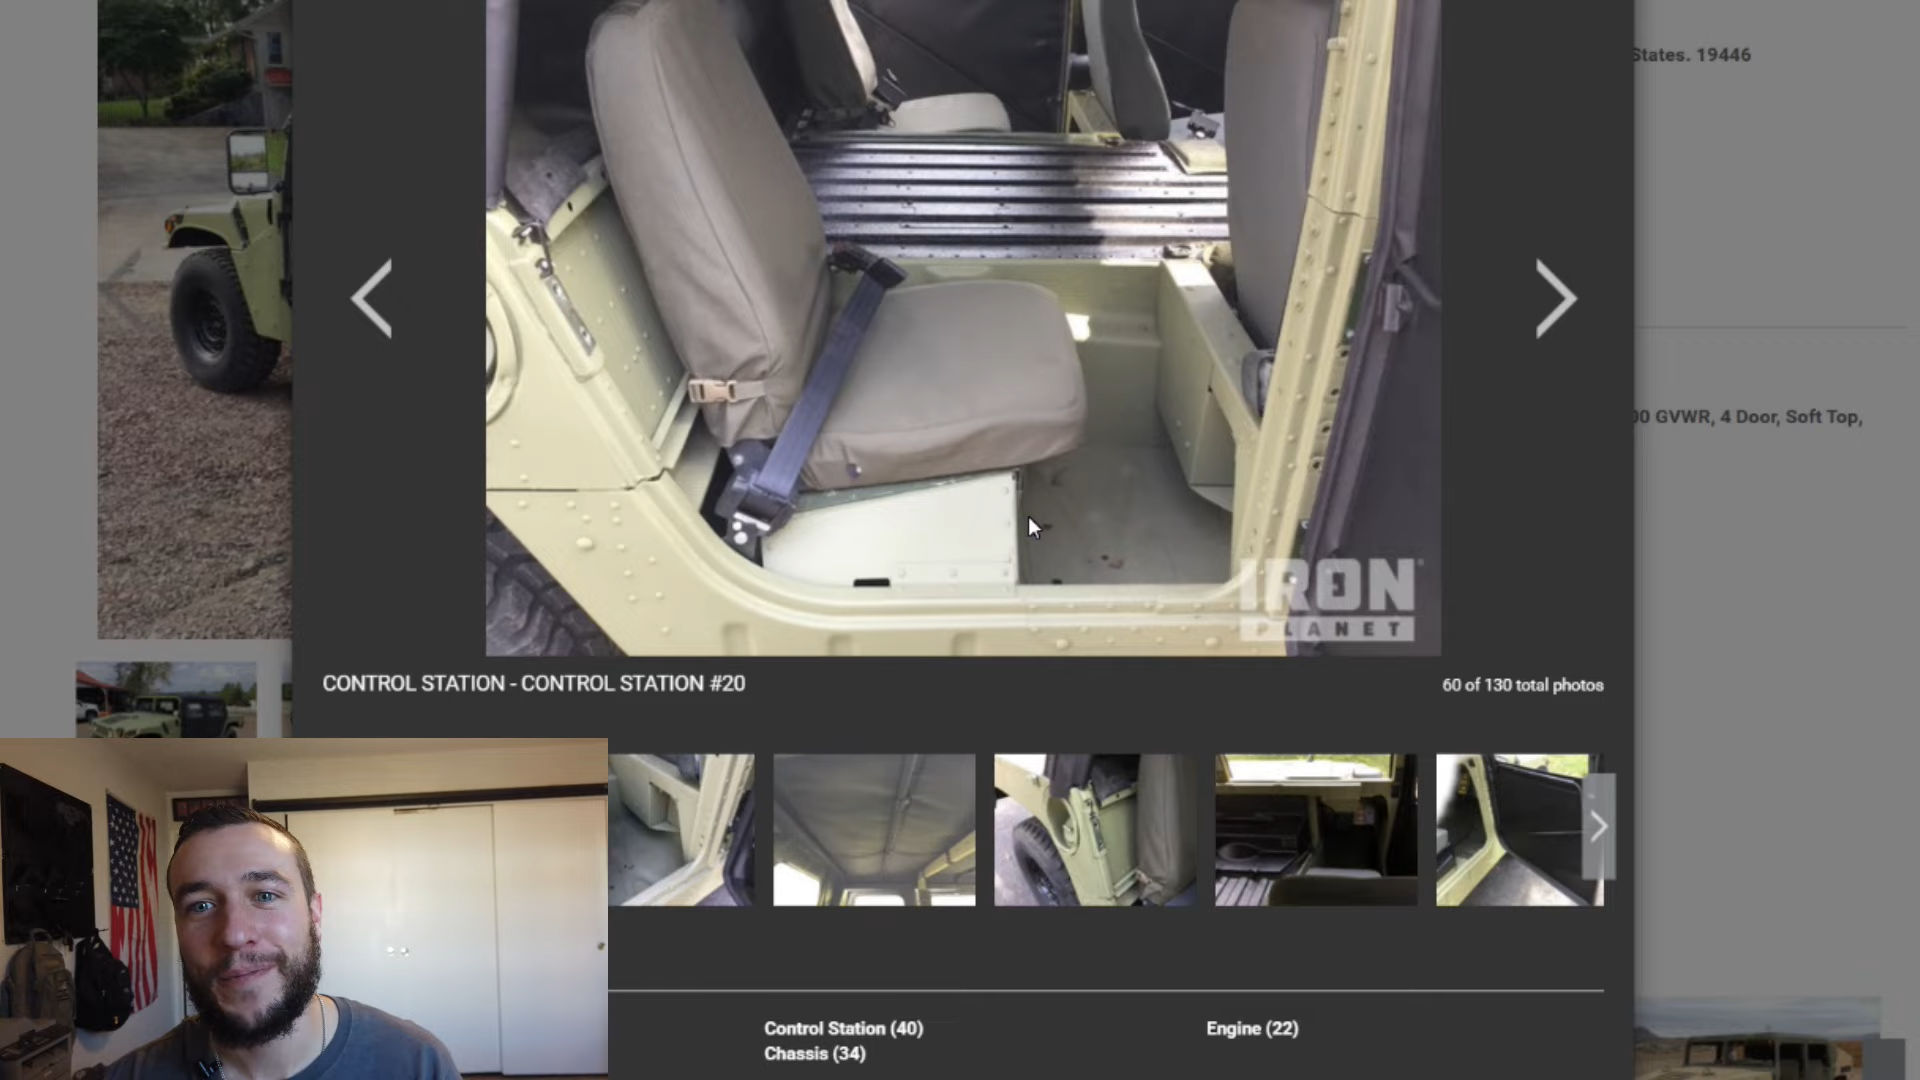 States. 19446
00 GVWR, 4 Door, Soft Top,
IRON
PLANET
CONTROL STATION - CONTROL STATION #20
60 of 130 total photos
Control Station (40)
Engine (22)
Chassis (34)